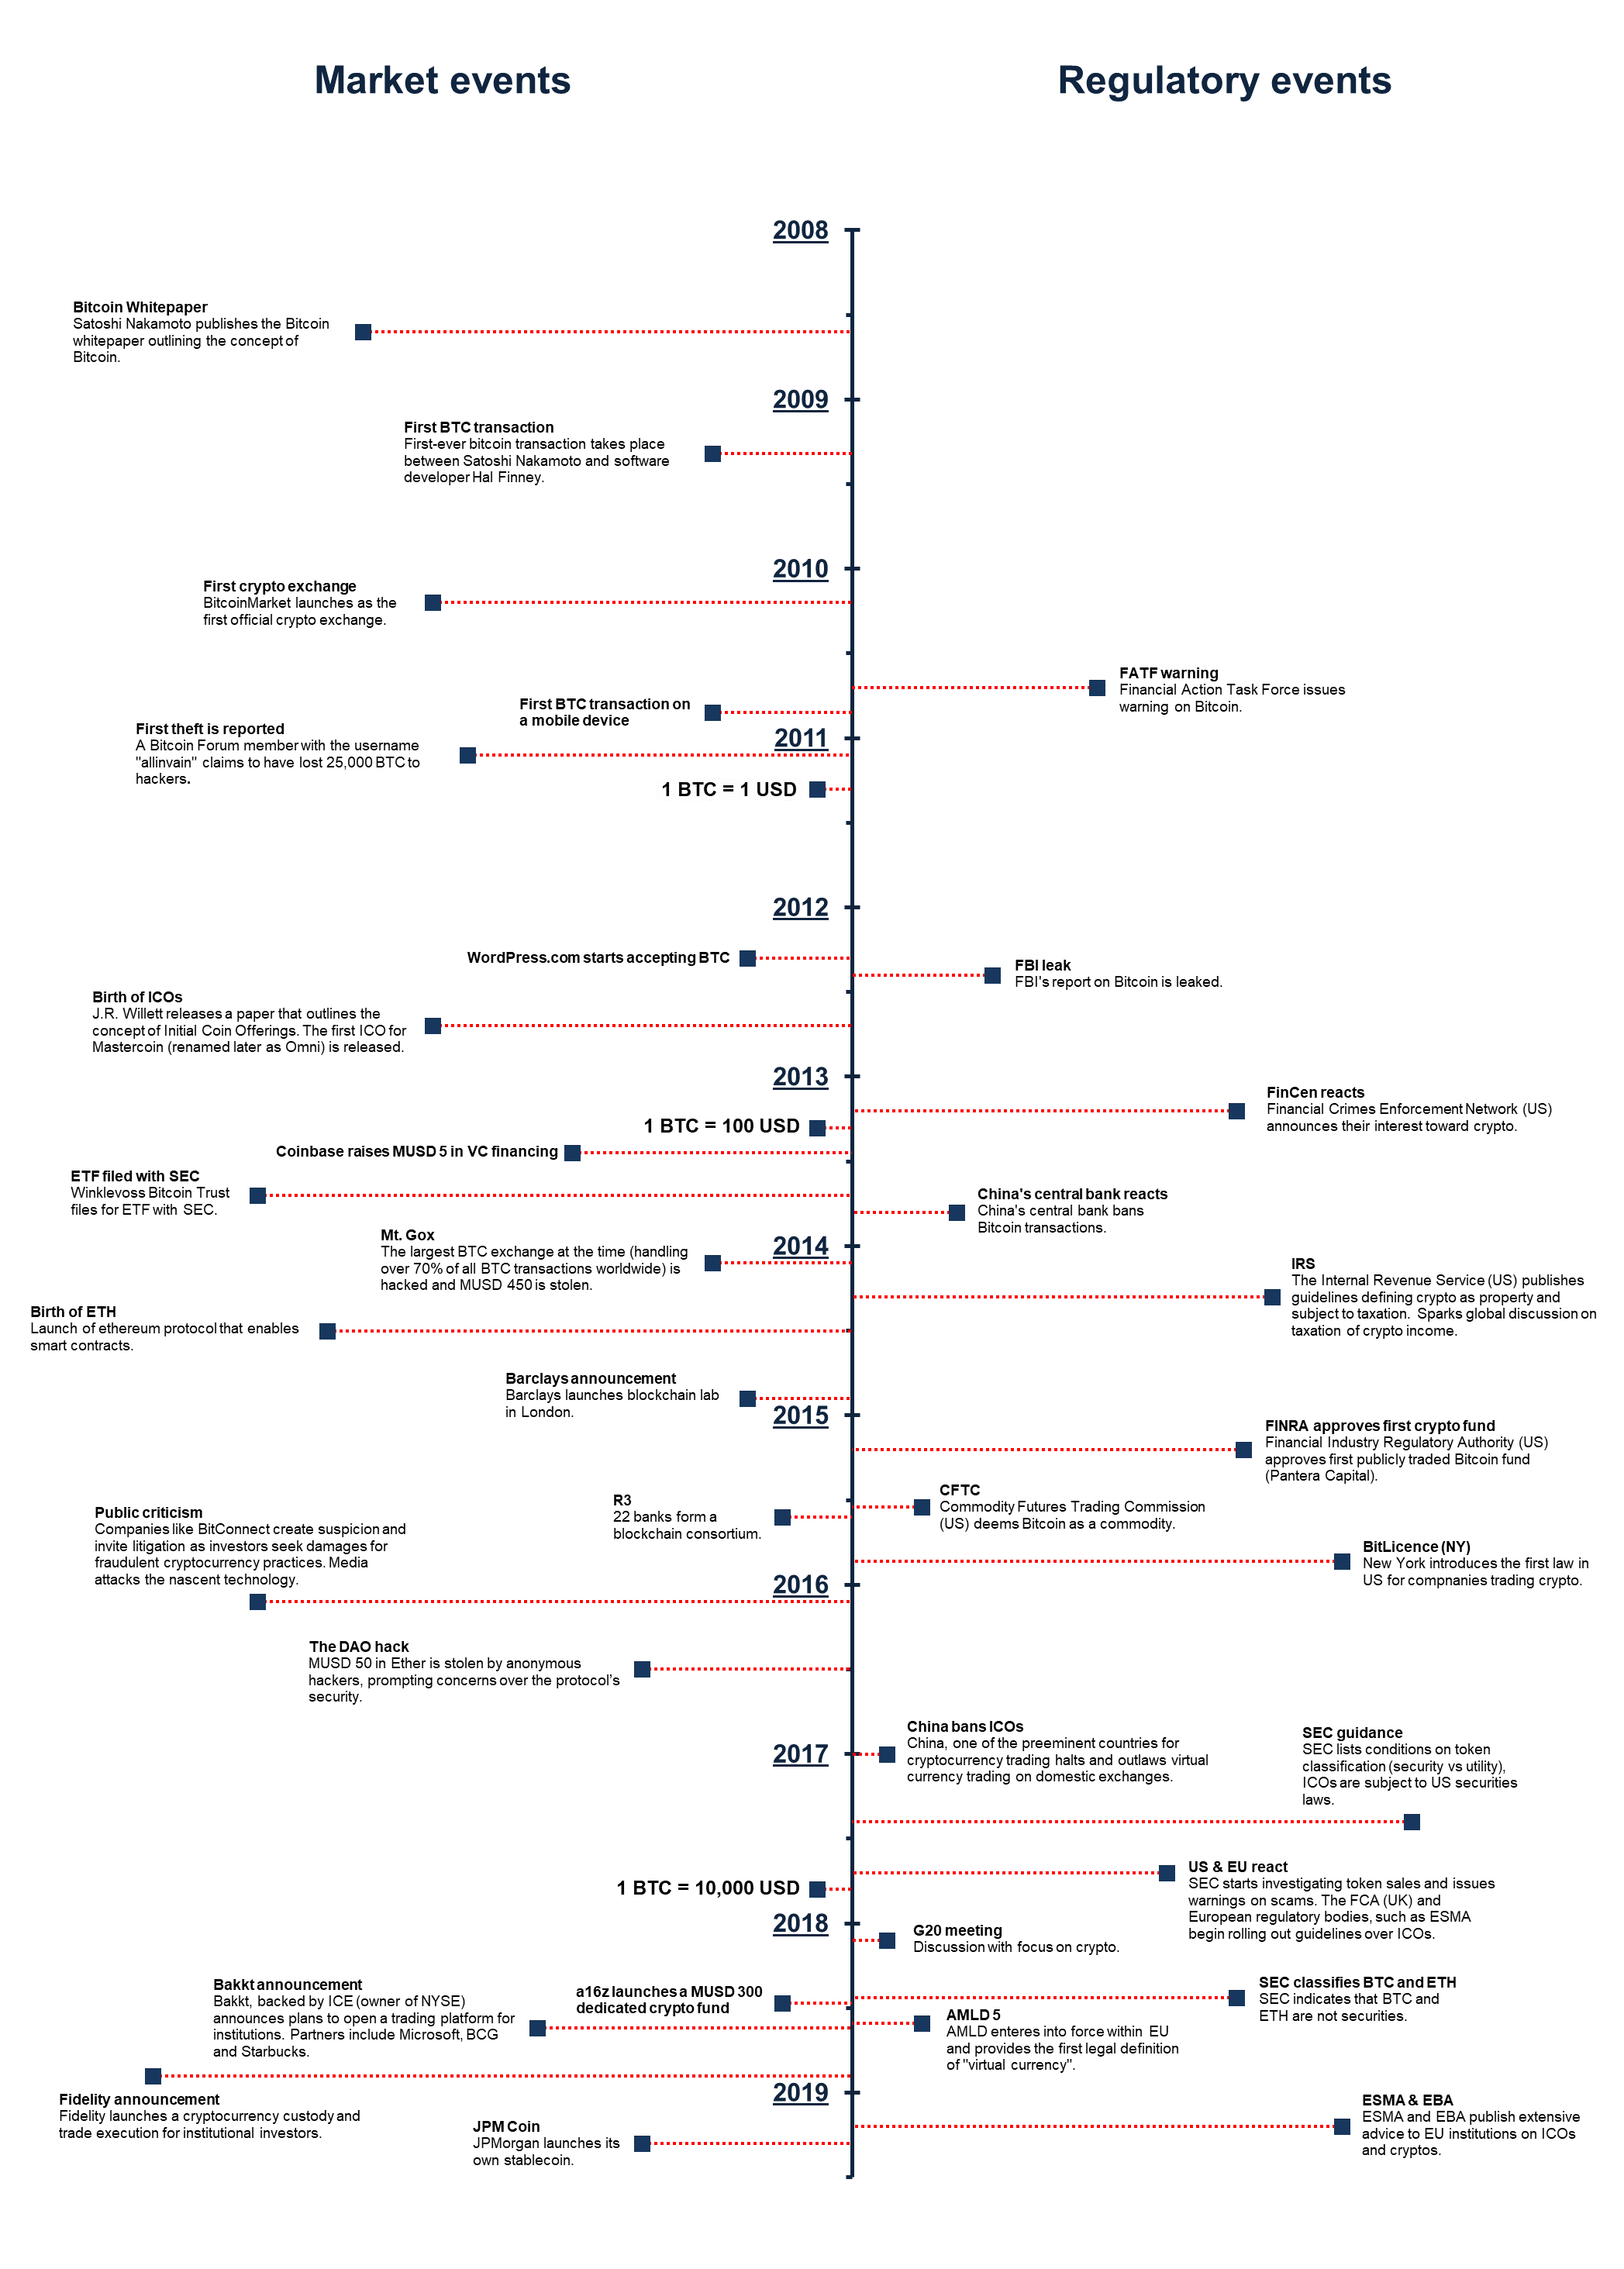 Market events
Regulatory events
2008
Bitcoin Whitepaper
Satoshi Nakamoto publishes the Bitcoin
whitepaper outlining the concept of
Bitcoin.
2009
First BTC transaction
First-ever bitcoin transaction takes place
between Satoshi Nakamoto and software
developer Hal Finney.
2010
First crypto exchange
BitcoinMarket launches as the
first official crypto exchange.
FATF warning
Financial Action Task Force issues
warning on Bitcoin.
First BTC transaction on
a mobile device
2011
First theft is reported
A Bitcoin Forum member with the username
"allinvain" claims to have lost 25,000 BTC to
hackers.
1 BTC = 1 USD
2012
WordPress.com starts accepting BTC
FBI leak
FBI's report on Bitcoin is leaked.
Birth of ICOs
J.R. Willett releases a paper that outlines the
concept of Initial Coin Offerings. The first ICO for
Mastercoin (renamed later as Omni) is released.
2013
FinCen reacts
Financial Crimes Enforcement Network (US)
announces their interest toward crypto.
1 BTC = 100 USD
Coinbase raises MUSD 5 in VC financing
ETF filed with SEC
Winklevoss Bitcoin Trust
files for ETF with SEC.
China's central bank reacts
China's central bank bans
Bitcoin transactions.
2014
Mt. Gox
The largest BTC exchange at the time (handling
over 70% of all BTC transactions worldwide) is
hacked and MUSD 450 is stolen.
IRS
The Internal Revenue Service (US) publishes
guidelines defining crypto as property and
subject to taxation. Sparks global discussion on
taxation of crypto income.
Birth of ETH
Launch of ethereum protocol that enables
smart contracts.
Barclays announcement
Barclays launches blockchain lab
in London.
2015
FINRA approves first crypto fund
Financial Industry Regulatory Authority (US)
approves first publicly traded Bitcoin fund
(Pantera Capital).
R3
22 banks form a
blockchain consortium.
CFTC
Commodity Futures Trading Commission
(US) deems Bitcoin as a commodity.
Public criticism
Companies like BitConnect create suspicion and
invite litigation as investors seek damages for
fraudulent cryptocurrency practices. Media
attacks the nascent technology.
BitLicence (NY)
New York introduces the first law in
US for compnanies trading crypto.
2016
The DAO hack
MUSD 50 in Ether is stolen by anonymous
hackers, prompting concerns over the protocol’s
security.
2017
China bans ICOs
China, one of the preeminent countries for
cryptocurrency trading halts and outlaws virtual
currency trading on domestic exchanges.
SEC guidance
SEC lists conditions on token
classification (security vs utility),
ICOs are subject to US securities
laws.
US & EU react
SEC starts investigating token sales and issues
warnings on scams. The FCA (UK) and
European regulatory bodies, such as ESMA
begin rolling out guidelines over ICOs.
1 BTC = 10,000 USD
2018
G20 meeting
Discussion with focus on crypto.
Bakkt announcement
Bakkt, backed by ICE (owner of NYSE)
announces plans to open a trading platform for
institutions. Partners include Microsoft, BCG
and Starbucks.
a16z launches a MUSD 300
dedicated crypto fund
SEC classifies BTC and ETH
SEC indicates that BTC and
ETH are not securities.
AMLD 5
AMLD enteres into force within EU
and provides the first legal definition
of "virtual currency".
2019
Fidelity announcement
Fidelity launches a cryptocurrency custody and
trade execution for institutional investors.
JPM Coin
JPMorgan launches its
own stablecoin.
ESMA & EBA
ESMA and EBA publish extensive
advice to EU institutions on ICOs
and cryptos.